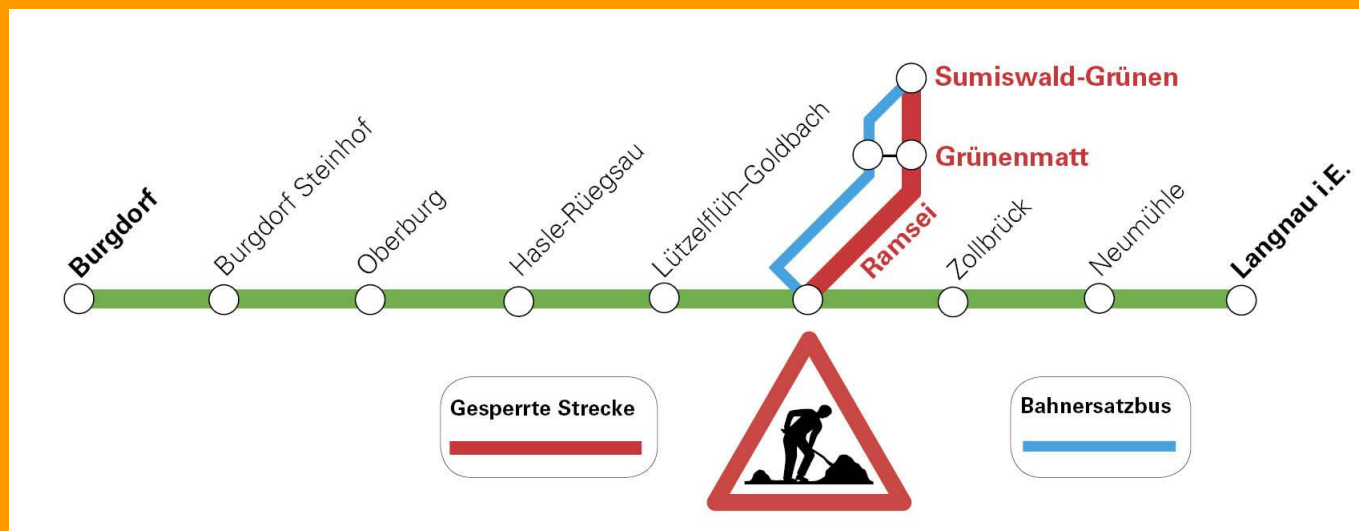 Sumiswald-Grünen
Grünenmatt
Burgdorf
Burgdorf Steinhof
Oberburg
Hasle-Rüegsau
Lützelflüh–Goldbach
Ramsei
Zollbrück
Neumühle
Langnau i.E.
Gesperrte Strecke
Bahnersatzbus